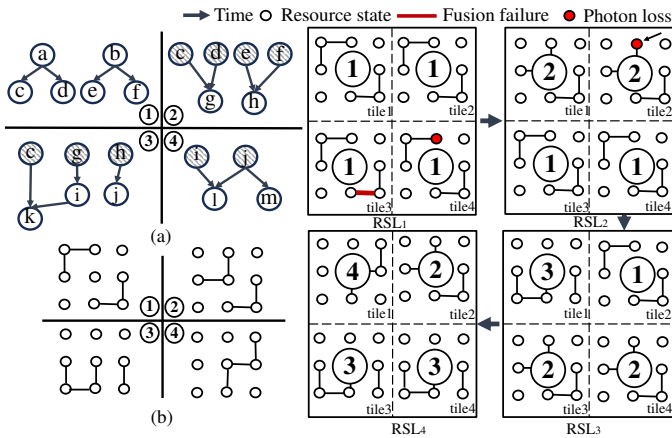 Time Resource state Fusion failure Photon loss
a b
c d e f
c d e f
g h
1 2
3 4
c g h
i j
k
i j
l m
(a)
1 2
3 4
(b)
1 1
tile1 tile2
1 1
tile3 tile4
RSL1
2 2
tile1 tile2
1 1
tile3 tile4
RSL2
4 2
tile1 tile2
3 3
tile3 tile4
RSL4
3 1
tile1 tile2
2 2
tile3 tile4
RSL3